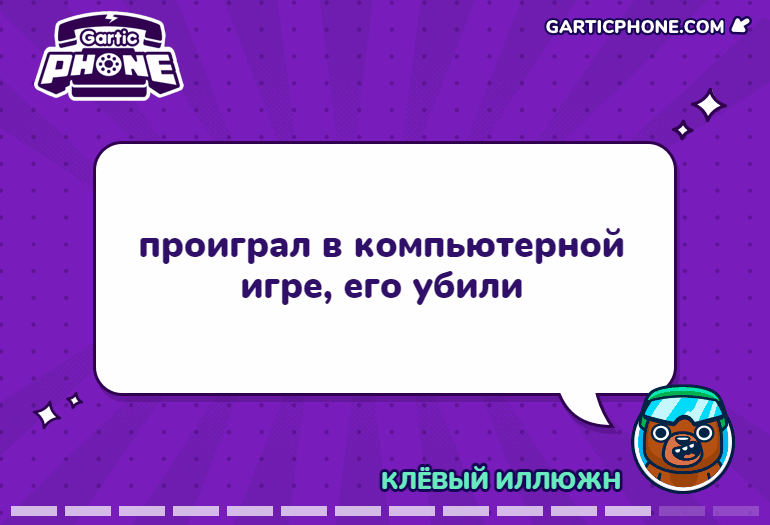 Gartic
PHONE
GARTICPHONE.COM
проиграл в компьютерной
игре, его убили
КЛЁВЫЙ ИЛЛЮЖН